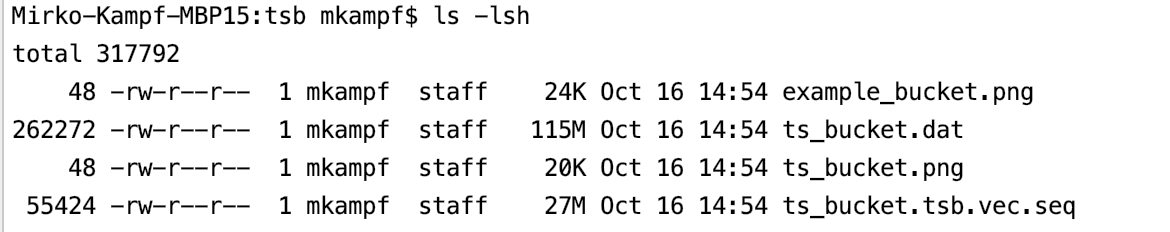 Mirko-Kampf-MBP15:tsb mkampf$ ls -lsh
total 317792
    48 -rw-r--r--  1 mkampf  staff    24K Oct 16 14:54 example_bucket.png
262272 -rw-r--r--  1 mkampf  staff   115M Oct 16 14:54 ts_bucket.dat
    48 -rw-r--r--  1 mkampf  staff    20K Oct 16 14:54 ts_bucket.png
 55424 -rw-r--r--  1 mkampf  staff    27M Oct 16 14:54 ts_bucket.tsb.vec.seq